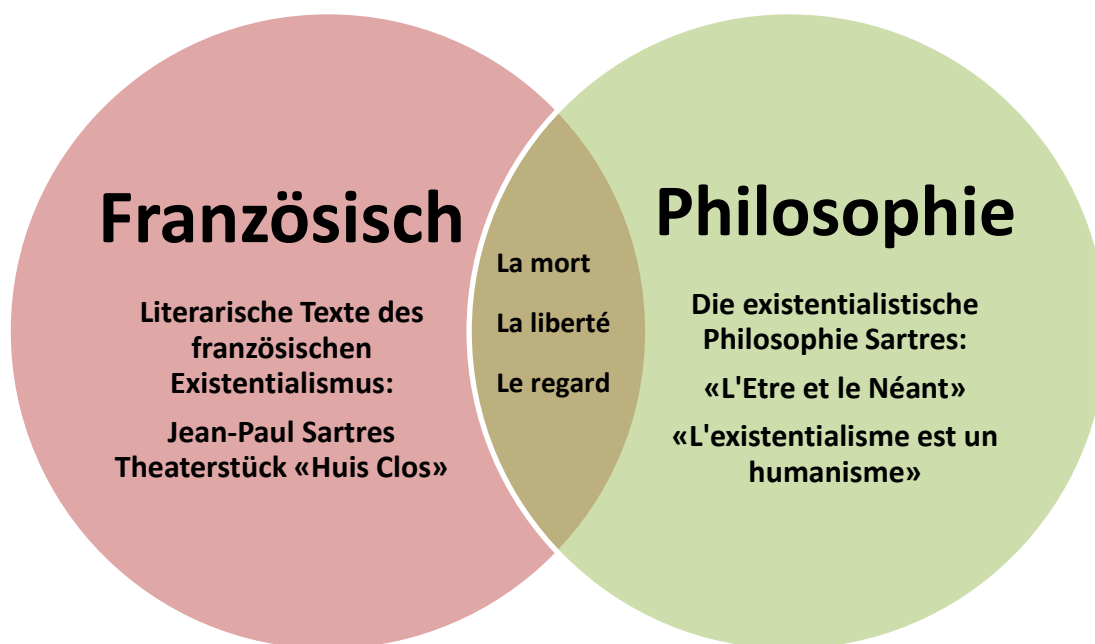 Französisch
Literarische Texte des
französischen
Existentialismus:
Jean-Paul Sartres
Theaterstück «Huis Clos»
La mort
La liberté
Le regard
Philosophie
Die existentialistische
Philosophie Sartres:
«L'Etre et le Néant»
«L'existentialisme est un
humanisme»